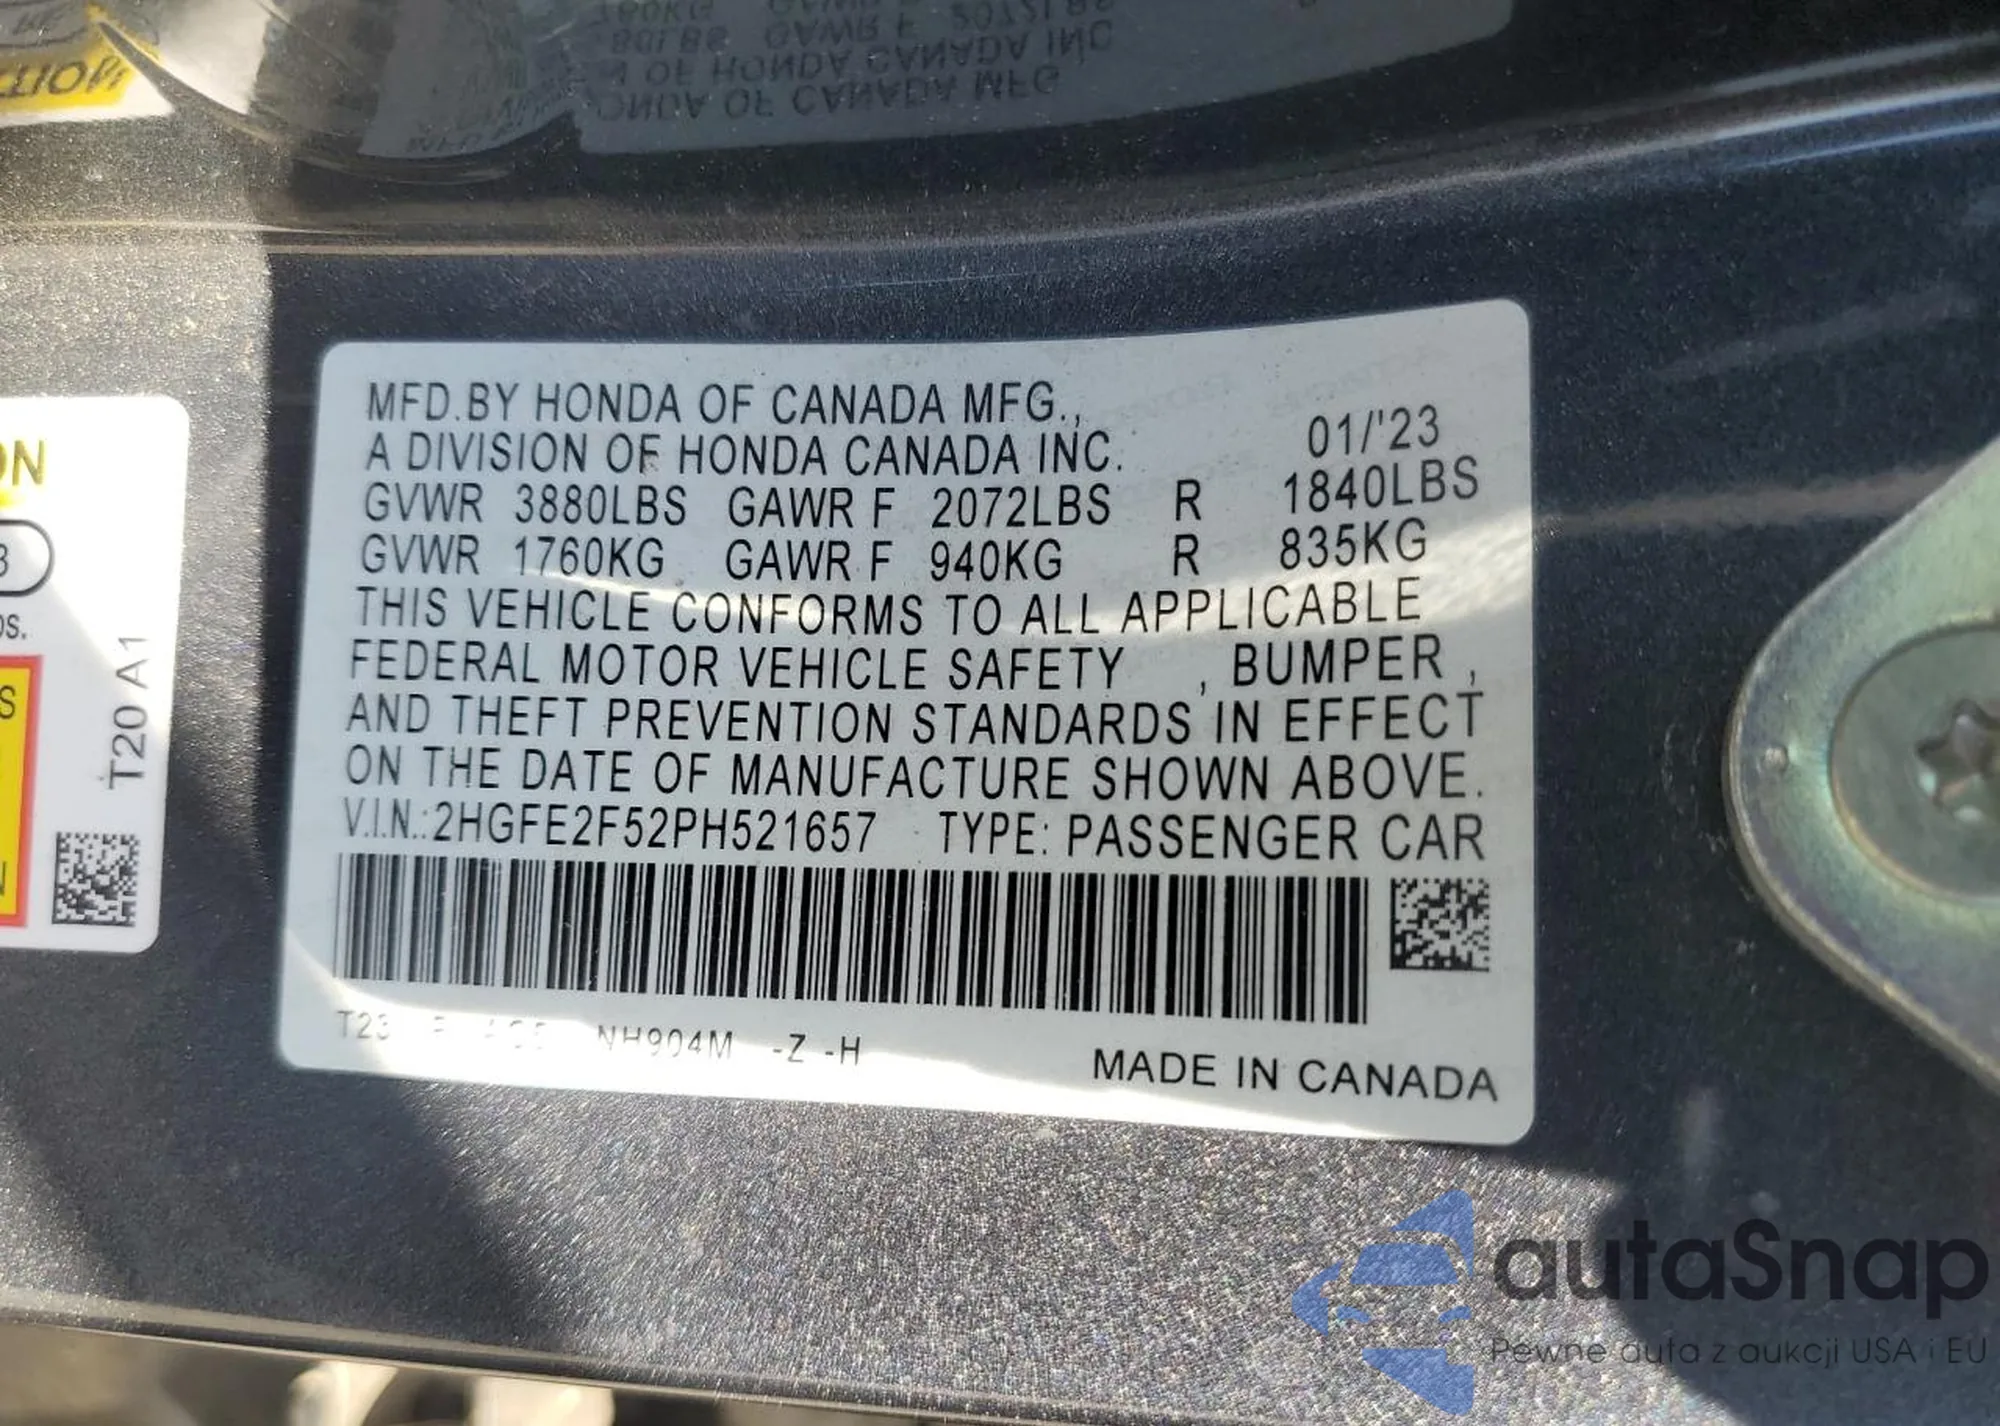 MFD.BY HONDA OF CANADA MFG.,
A DIVISION OF HONDA CANADA INC. 01/'23
GVWR 3880LBS GAWR F 2072LBS R 1840LBS
GVWR 1760KG GAWR F 940KG R 835KG
THIS VEHICLE CONFORMS TO ALL APPLICABLE
FEDERAL MOTOR VEHICLE SAFETY , BUMPER ,
AND THEFT PREVENTION STANDARDS IN EFFECT
ON THE DATE OF MANUFACTURE SHOWN ABOVE.
V.I.N.: 2HGFE2F52PH521657 TYPE: PASSENGER CAR
NH904M -Z -H
MADE IN CANADA
T20 A1
autoSnap
Pewne auta z aukcji USA i EU